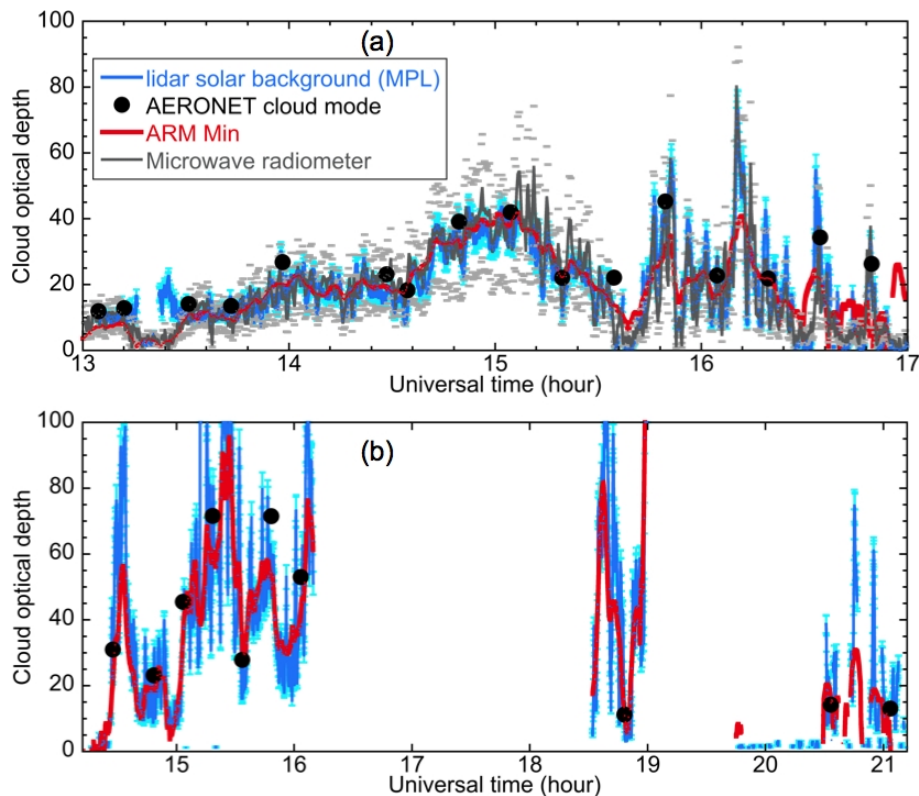 (a)
lidar solar background (MPL)
AERONET cloud mode
ARM Min
Microwave radiometer
Cloud optical depth
100
80
60
40
20
0
13 14 15 16 17
Universal time (hour)
(b)
Cloud optical depth
100
80
60
40
20
0
15 16 17 18 19 20 21
Universal time (hour)